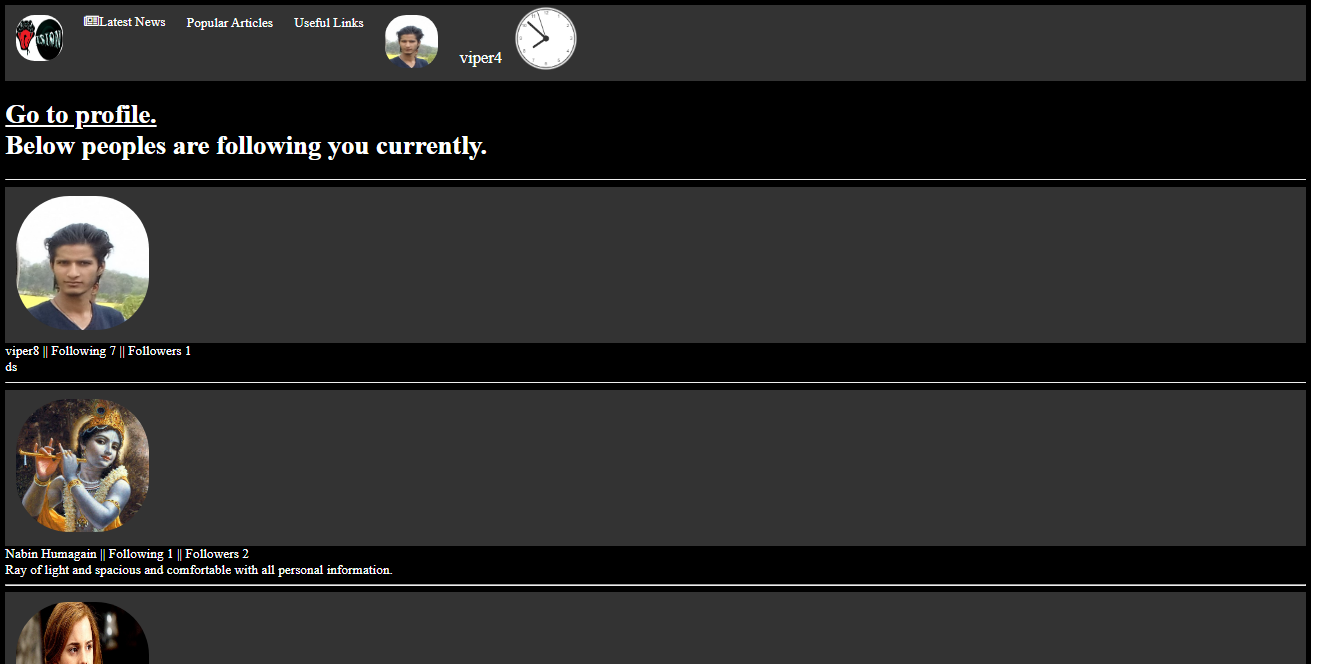 ISION
Latest News Popular Articles Useful Links
viper4
Go to profile.
Below peoples are following you currently.
viper8 || Following 7 || Followers 1
ds
Nabin Humagain || Following 1 || Followers 2
Ray of light and spacious and comfortable with all personal information.